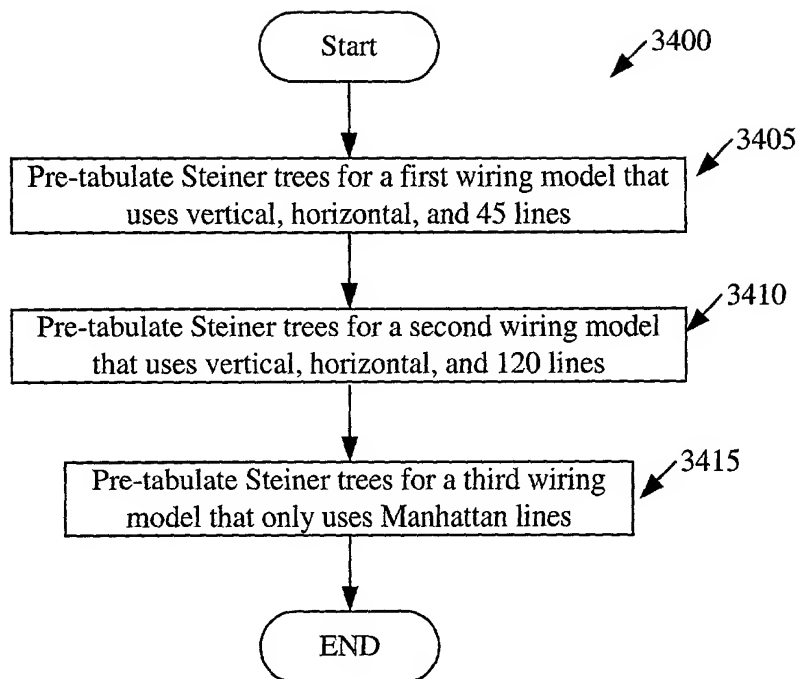 Start
3400
3405
Pre-tabulate Steiner trees for a first wiring model that
uses vertical, horizontal, and 45 lines
3410
Pre-tabulate Steiner trees for a second wiring model
that uses vertical, horizontal, and 120 lines
3415
Pre-tabulate Steiner trees for a third wiring
model that only uses Manhattan lines
END